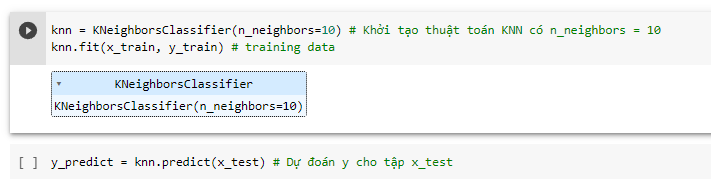 knn = KNeighborsClassifier(n_neighbors=10) # Khởi tạo thuật toán KNN có n_neighbors = 10
knn.fit(x_train, y_train) # training data
▾ KNeighborsClassifier
KNeighborsClassifier(n_neighbors=10)
[ ] y_predict = knn.predict(x_test) # Dự đoán y cho tập x_test